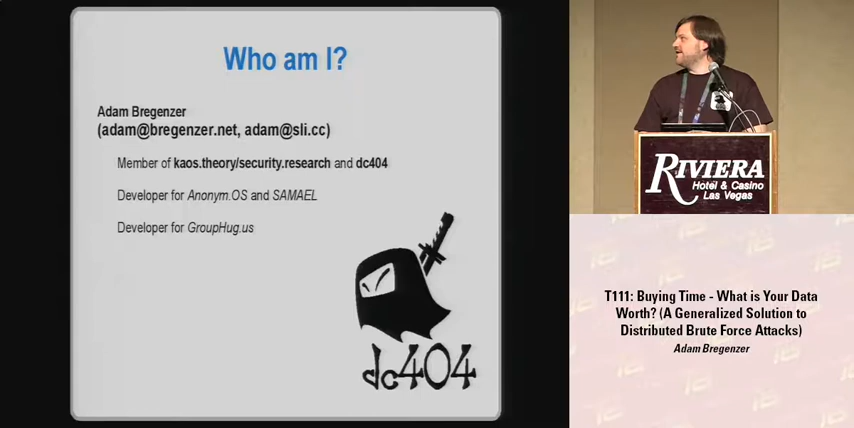 Who am I?
Adam Bregenzer
(adam@bregenzer.net, adam@sli.cc)
Member of kaos.theory/security.research and dc404
Developer for Anonym.OS and SAMAEL
Developer for GroupHug.us
dc404
RIVIERA
Hotel & Casino
Las Vegas
T111: Buying Time - What is Your Data
Worth? (A Generalized Solution to
Distributed Brute Force Attacks)
Adam Bregenzer